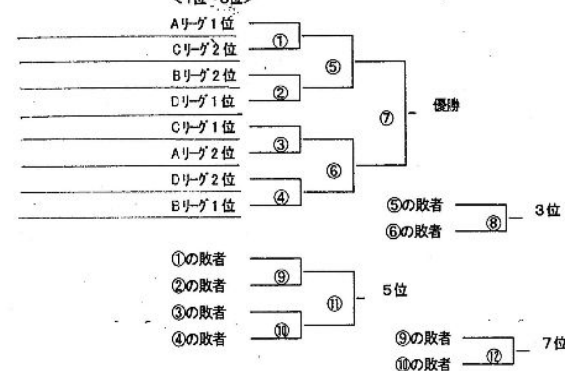 Aリーグ1位
①
Cリーグ2位
⑤
Bリーグ2位
②
Dリーグ1位
⑦
優勝
Cリーグ1位
③
Aリーグ2位
⑥
Dリーグ2位
④
Bリーグ1位
⑤の敗者
⑧
3位
⑥の敗者
①の敗者
⑨
②の敗者
⑪
5位
③の敗者
⑩
④の敗者
⑨の敗者
⑫
7位
⑩の敗者